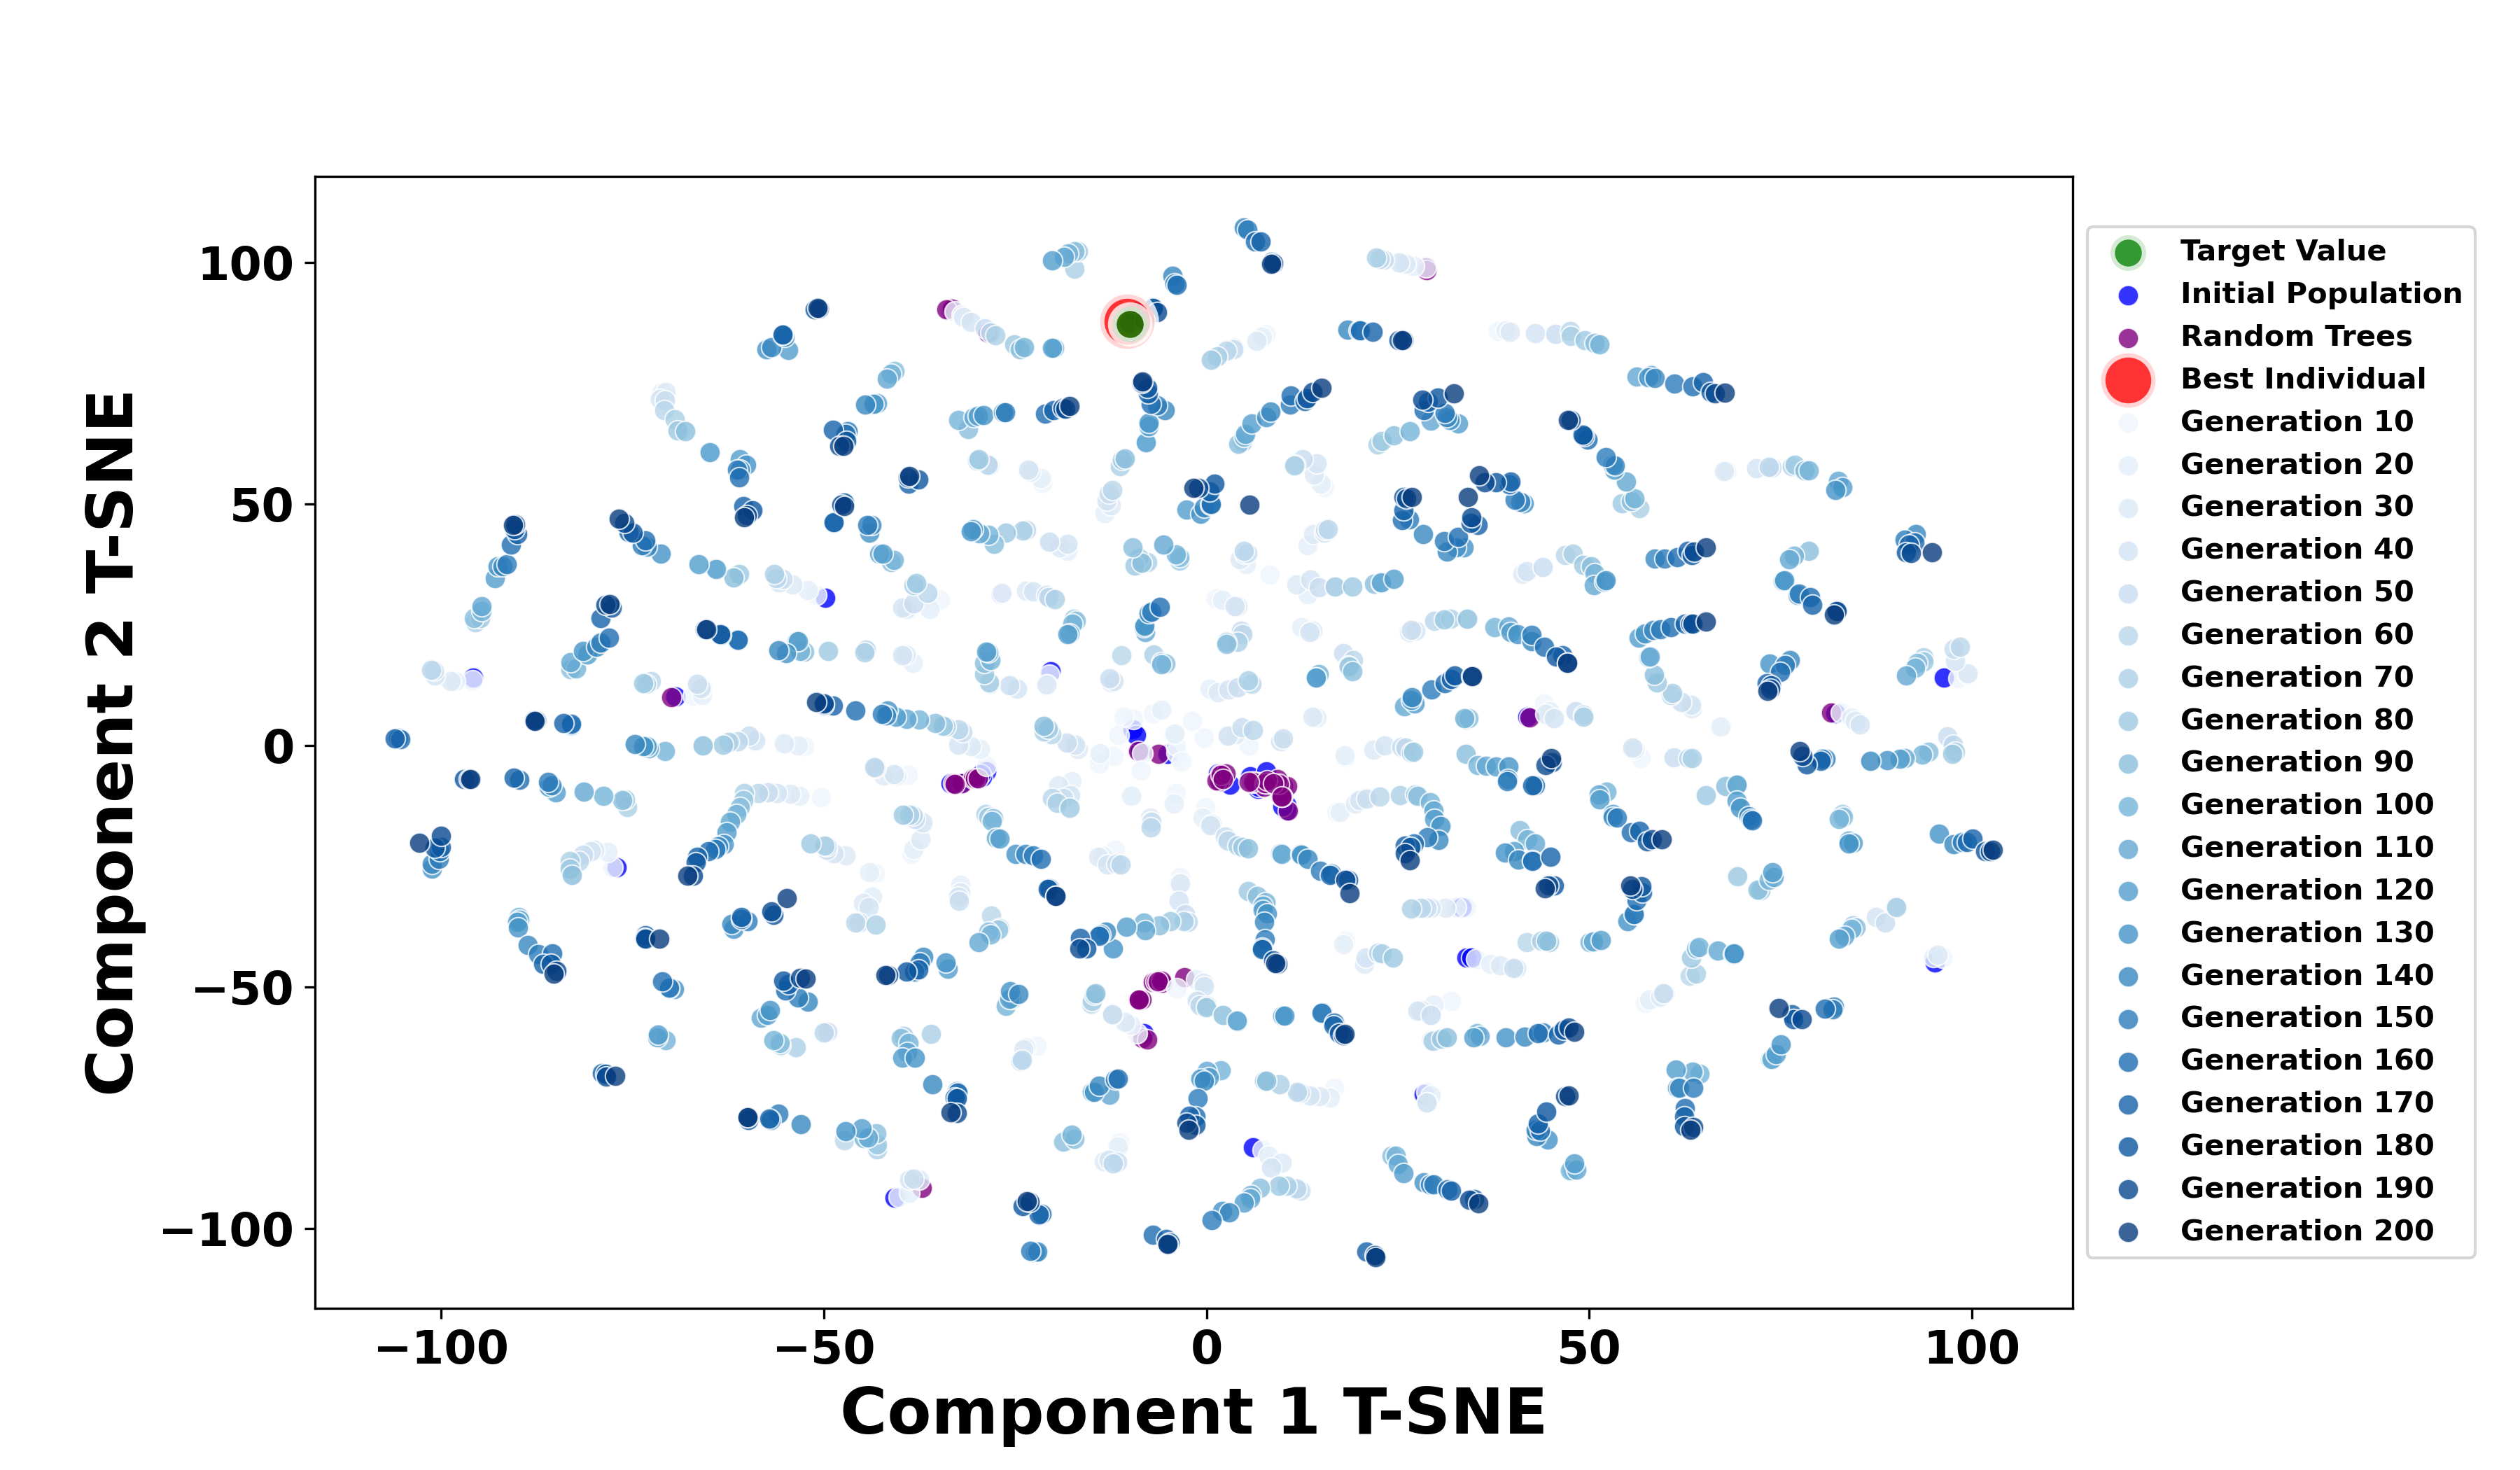 Component 2 T-SNE
100
50
0
−50
−100
−100
−50
0
50
100
Component 1 T-SNE
Target Value
Initial Population
Random Trees
Best Individual
Generation 10
Generation 20
Generation 30
Generation 40
Generation 50
Generation 60
Generation 70
Generation 80
Generation 90
Generation 100
Generation 110
Generation 120
Generation 130
Generation 140
Generation 150
Generation 160
Generation 170
Generation 180
Generation 190
Generation 200